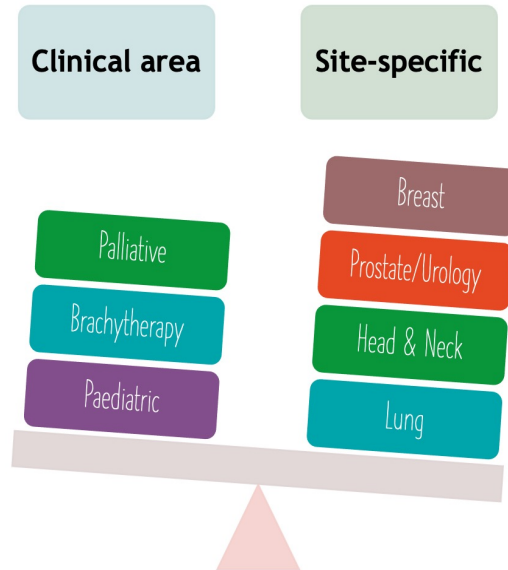 Clinical area
Site-specific
Palliative
Brachytherapy
Paediatric
Breast
Prostate/Urology
Head & Neck
Lung